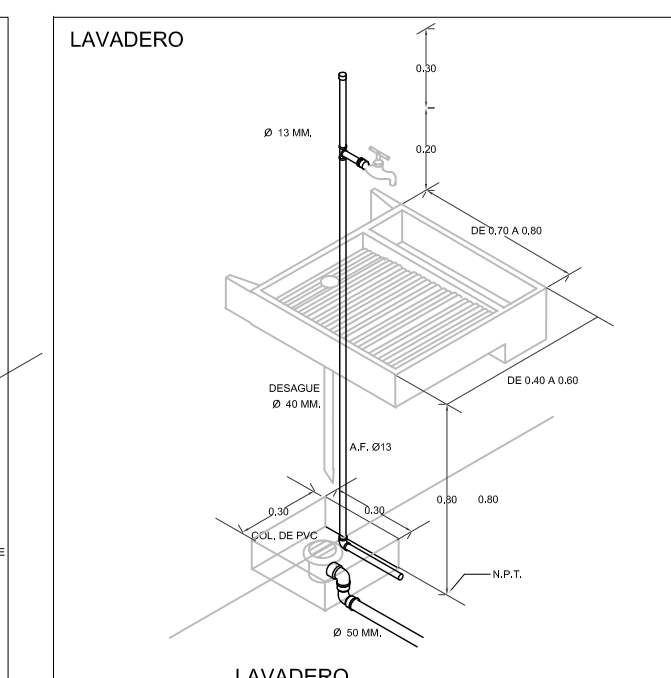 LAVADERO
0.30
Ø 13 MM.
0.20
DE 0.70 A 0.80
DE 0.40 A 0.60
DESAGUE
Ø 40 MM.
A.F. Ø13
0.30
0.30
0.80 0.80
COL. DE PVC
E
N.P.T.
Ø 50 MM.
LAVADERO